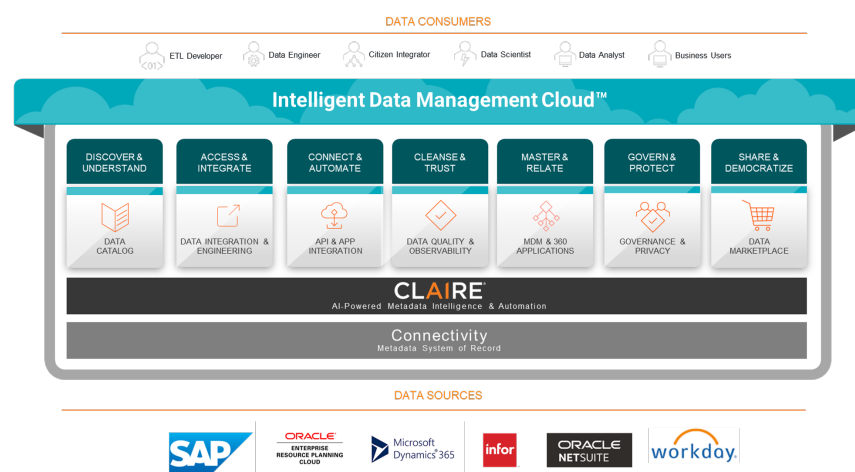 DATA CONSUMERS
<01>
ETL Developer
Data Engineer
Citizen Integrator
Data Scientist
Data Analyst
Business Users
Intelligent Data Management Cloud™
DISCOVER &
UNDERSTAND
DATA
CATALOG
ACCESS &
INTEGRATE
DATA INTEGRATION &
ENGINEERING
CONNECT &
AUTOMATE
API & APP
INTEGRATION
CLEANSE &
TRUST
DATA QUALITY &
OBSERVABILITY
MASTER &
RELATE
MDM & 360
APPLICATIONS
GOVERN &
PROTECT
GOVERNANCE &
PRIVACY
SHARE &
DEMOCRATIZE
DATA
MARKETPLACE
CLAIRE
AI-Powered Metadata Intelligence & Automation
Connectivity
Metadata System of Record
DATA SOURCES
SAP
ORACLE
ENTERPRISE
RESOURCE PLANNING
CLOUD
Microsoft
Dynamics 365
infor
ORACLE
NETSUITE
workday.